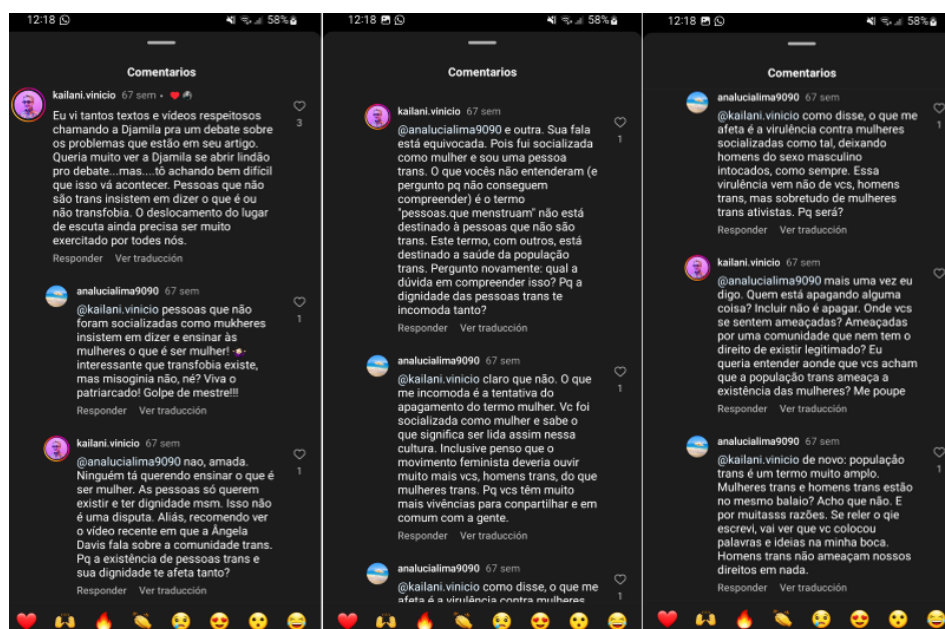 12:18
58%
Comentarios
kailani.vinicio 67 sem •
Eu vi tantos textos e vídeos respeitosos
chamando a Djamila pra um debate sobre
os problemas que estão em seu artigo.
Queria muito ver a Djamila se abrir lindão
pro debate...mas....tô achando bem difícil
que isso vá acontecer. Pessoas que não
são trans insistem em dizer o que é ou
não transfobia. O deslocamento do lugar
de escuta ainda precisa ser muito
exercitado por todes nós.
3
Responder Ver traducción
analucialima9090 67 sem
@kailani.vinicio pessoas que não
foram socializadas como mukheres
insistem em dizer e ensinar às
mulheres o que é ser mulher!
interessante que transfobia existe,
mas misoginia não, né? Viva o
patriarcado! Golpe de mestre!!!
1
Responder Ver traducción
kailani.vinicio 67 sem
@analucialima9090 nao, amada.
Ninguém tá querendo ensinar o que é
ser mulher. As pessoas só querem
existir e ter dignidade msm. Isso não
é uma disputa. Aliás, recomendo ver
o vídeo recente em que a Ângela
Davis fala sobre a comunidade trans.
Pq a existência de pessoas trans e
sua dignidade te afeta tanto?
1
Responder Ver traducción
12:18
58%
Comentarios
kailani.vinicio 67 sem
@analucialima9090 e outra. Sua fala
está equivocada. Pois fui socializada
como mulher e sou uma pessoa
trans. O que vocês não entenderam (e
pergunto pq não conseguem
compreender) é o termo
"pessoas.que menstruam" não está
destinado à pessoas que não são
trans. Este termo, com outros, está
destinado a saúde da população
trans. Pergunto novamente: qual a
dúvida em compreender isso? Pq a
dignidade das pessoas trans te
incomoda tanto?
1
Responder Ver traducción
analucialima9090 67 sem
@kailani.vinicio claro que não. O que
me incomoda é a tentativa do
apagamento do termo mulher. Vc foi
socializada como mulher e sabe o
que significa ser lida assim nessa
cultura. Inclusive penso que o
movimento feminista deveria ouvir
muito mais vcs, homens trans, do que
mulheres trans. Pq vcs têm muito
mais vivências para conpartilhar e em
comum com a gente.
1
Responder Ver traducción
analucialima9090 67 sem
@kailani.vinicio como disse, o que me
afeta é a virulência contra mulheres
1
12:18
58%
Comentarios
analucialima9090 67 sem
@kailani.vinicio como disse, o que me
afeta é a virulência contra mulheres
socializadas como tal, deixando
homens do sexo masculino
intocados, como sempre. Essa
virulência vem não de vcs, homens
trans, mas sobretudo de mulheres
trans ativistas. Pq será?
1
Responder Ver traducción
kailani.vinicio 67 sem
@analucialima9090 mais uma vez eu
digo. Quem está apagando alguma
coisa? Incluir não é apagar. Onde vcs
se sentem ameaçadas? Ameaçadas
por uma comunidade que nem tem o
direito de existir legitimado? Eu
queria entender aonde que vcs acham
que a população trans ameaça a
existência das mulheres? Me poupe
Responder Ver traducción
analucialima9090 67 sem
@kailani.vinicio de novo: população
trans é um termo muito amplo.
Mulheres trans e homens trans estão
no mesmo balaio? Acho que não. E
por muitasss razões. Se reler o qie
escrevi, vai ver que vc colocou
palavras e ideias na minha boca.
Homens trans não ameaçam nossos
direitos em nada.
1
Responder Ver traducción